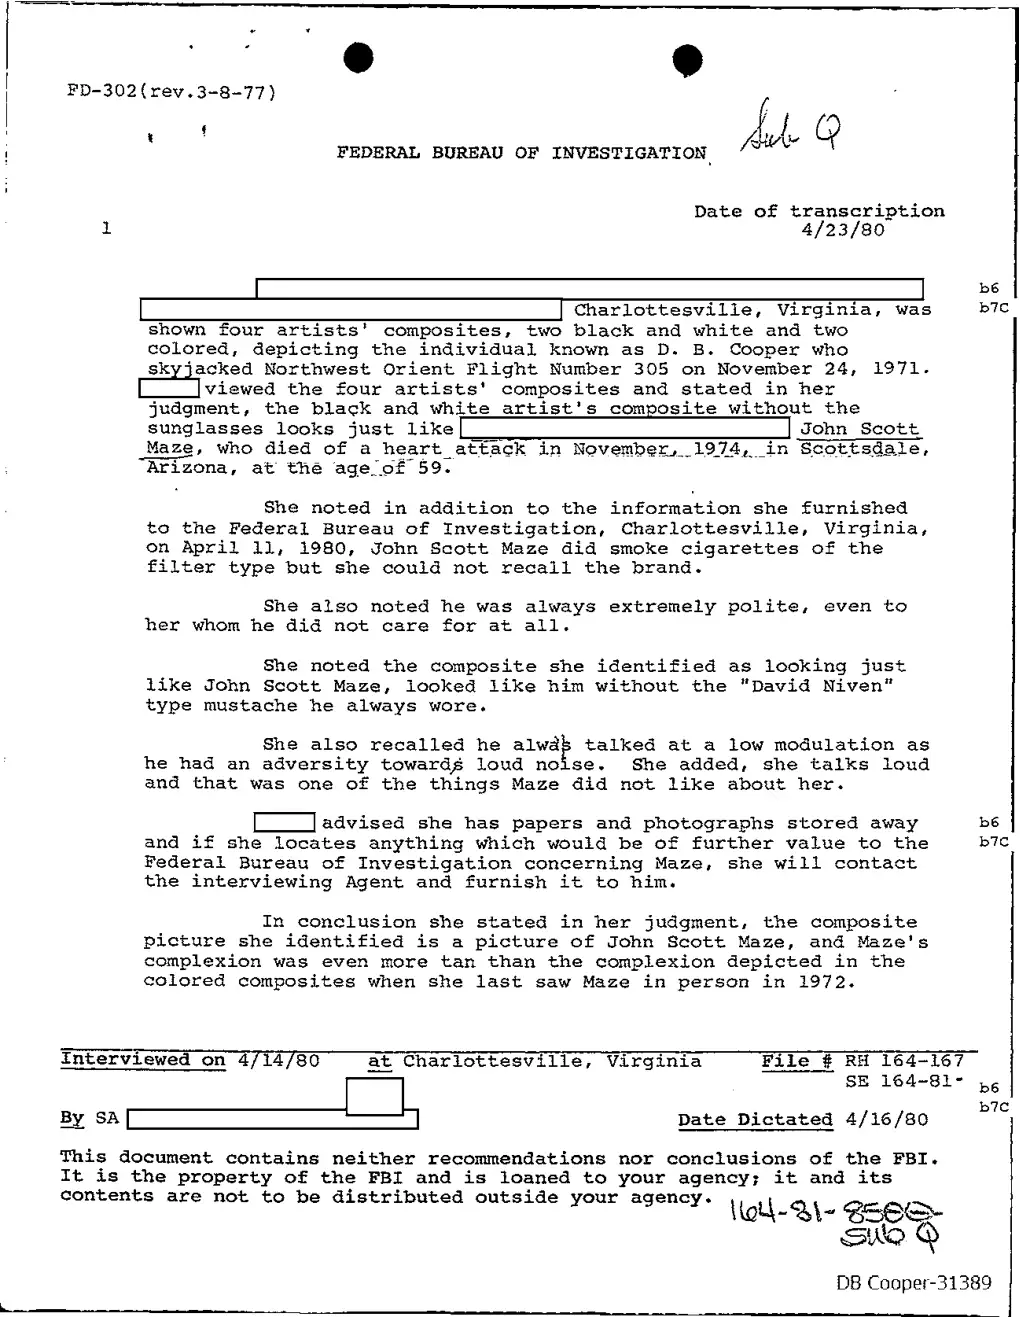 FD-302(rev.3-8-77)
Sub Q
FEDERAL BUREAU OF INVESTIGATION
Date of transcription
1
4/23/80
b6
Charlottesville, Virginia, was b7C
shown four artists' composites, two black and white and two
colored, depicting the individual known as D. B. Cooper who
skyjacked Northwest Orient Flight Number 305 on November 24, 1971.
viewed the four artists' composites and stated in her
judgment, the black and white artist's composite without the
sunglasses looks just like John Scott
Maze, who died of a heart attack in November, 1974, in Scottsdale,
Arizona, at the age of 59.
She noted in addition to the information she furnished
to the Federal Bureau of Investigation, Charlottesville, Virginia,
on April 11, 1980, John Scott Maze did smoke cigarettes of the
filter type but she could not recall the brand.
She also noted he was always extremely polite, even to
her whom he did not care for at all.
She noted the composite she identified as looking just
like John Scott Maze, looked like him without the "David Niven"
type mustache he always wore.
She also recalled he talked at a low modulation as
he had an adversity towards loud noise. She added, she talks loud
and that was one of the things Maze did not like about her.
advised she has papers and photographs stored away b6
and if she locates anything which would be of further value to the b7C
Federal Bureau of Investigation concerning Maze, she will contact
the interviewing Agent and furnish it to him.
In conclusion she stated in her judgment, the composite
picture she identified is a picture of John Scott Maze, and Maze's
complexion was even more tan than the complexion depicted in the
colored composites when she last saw Maze in person in 1972.
Interviewed on 4/14/80 at Charlottesville, Virginia File # RH 164-167
SE 164-81- b6
b7C
By SA Date Dictated 4/16/80
This document contains neither recommendations nor conclusions of the FBI.
It is the property of the FBI and is loaned to your agency; it and its
contents are not to be distributed outside your agency.
164-81-
Sub Q
DB Cooper-31389